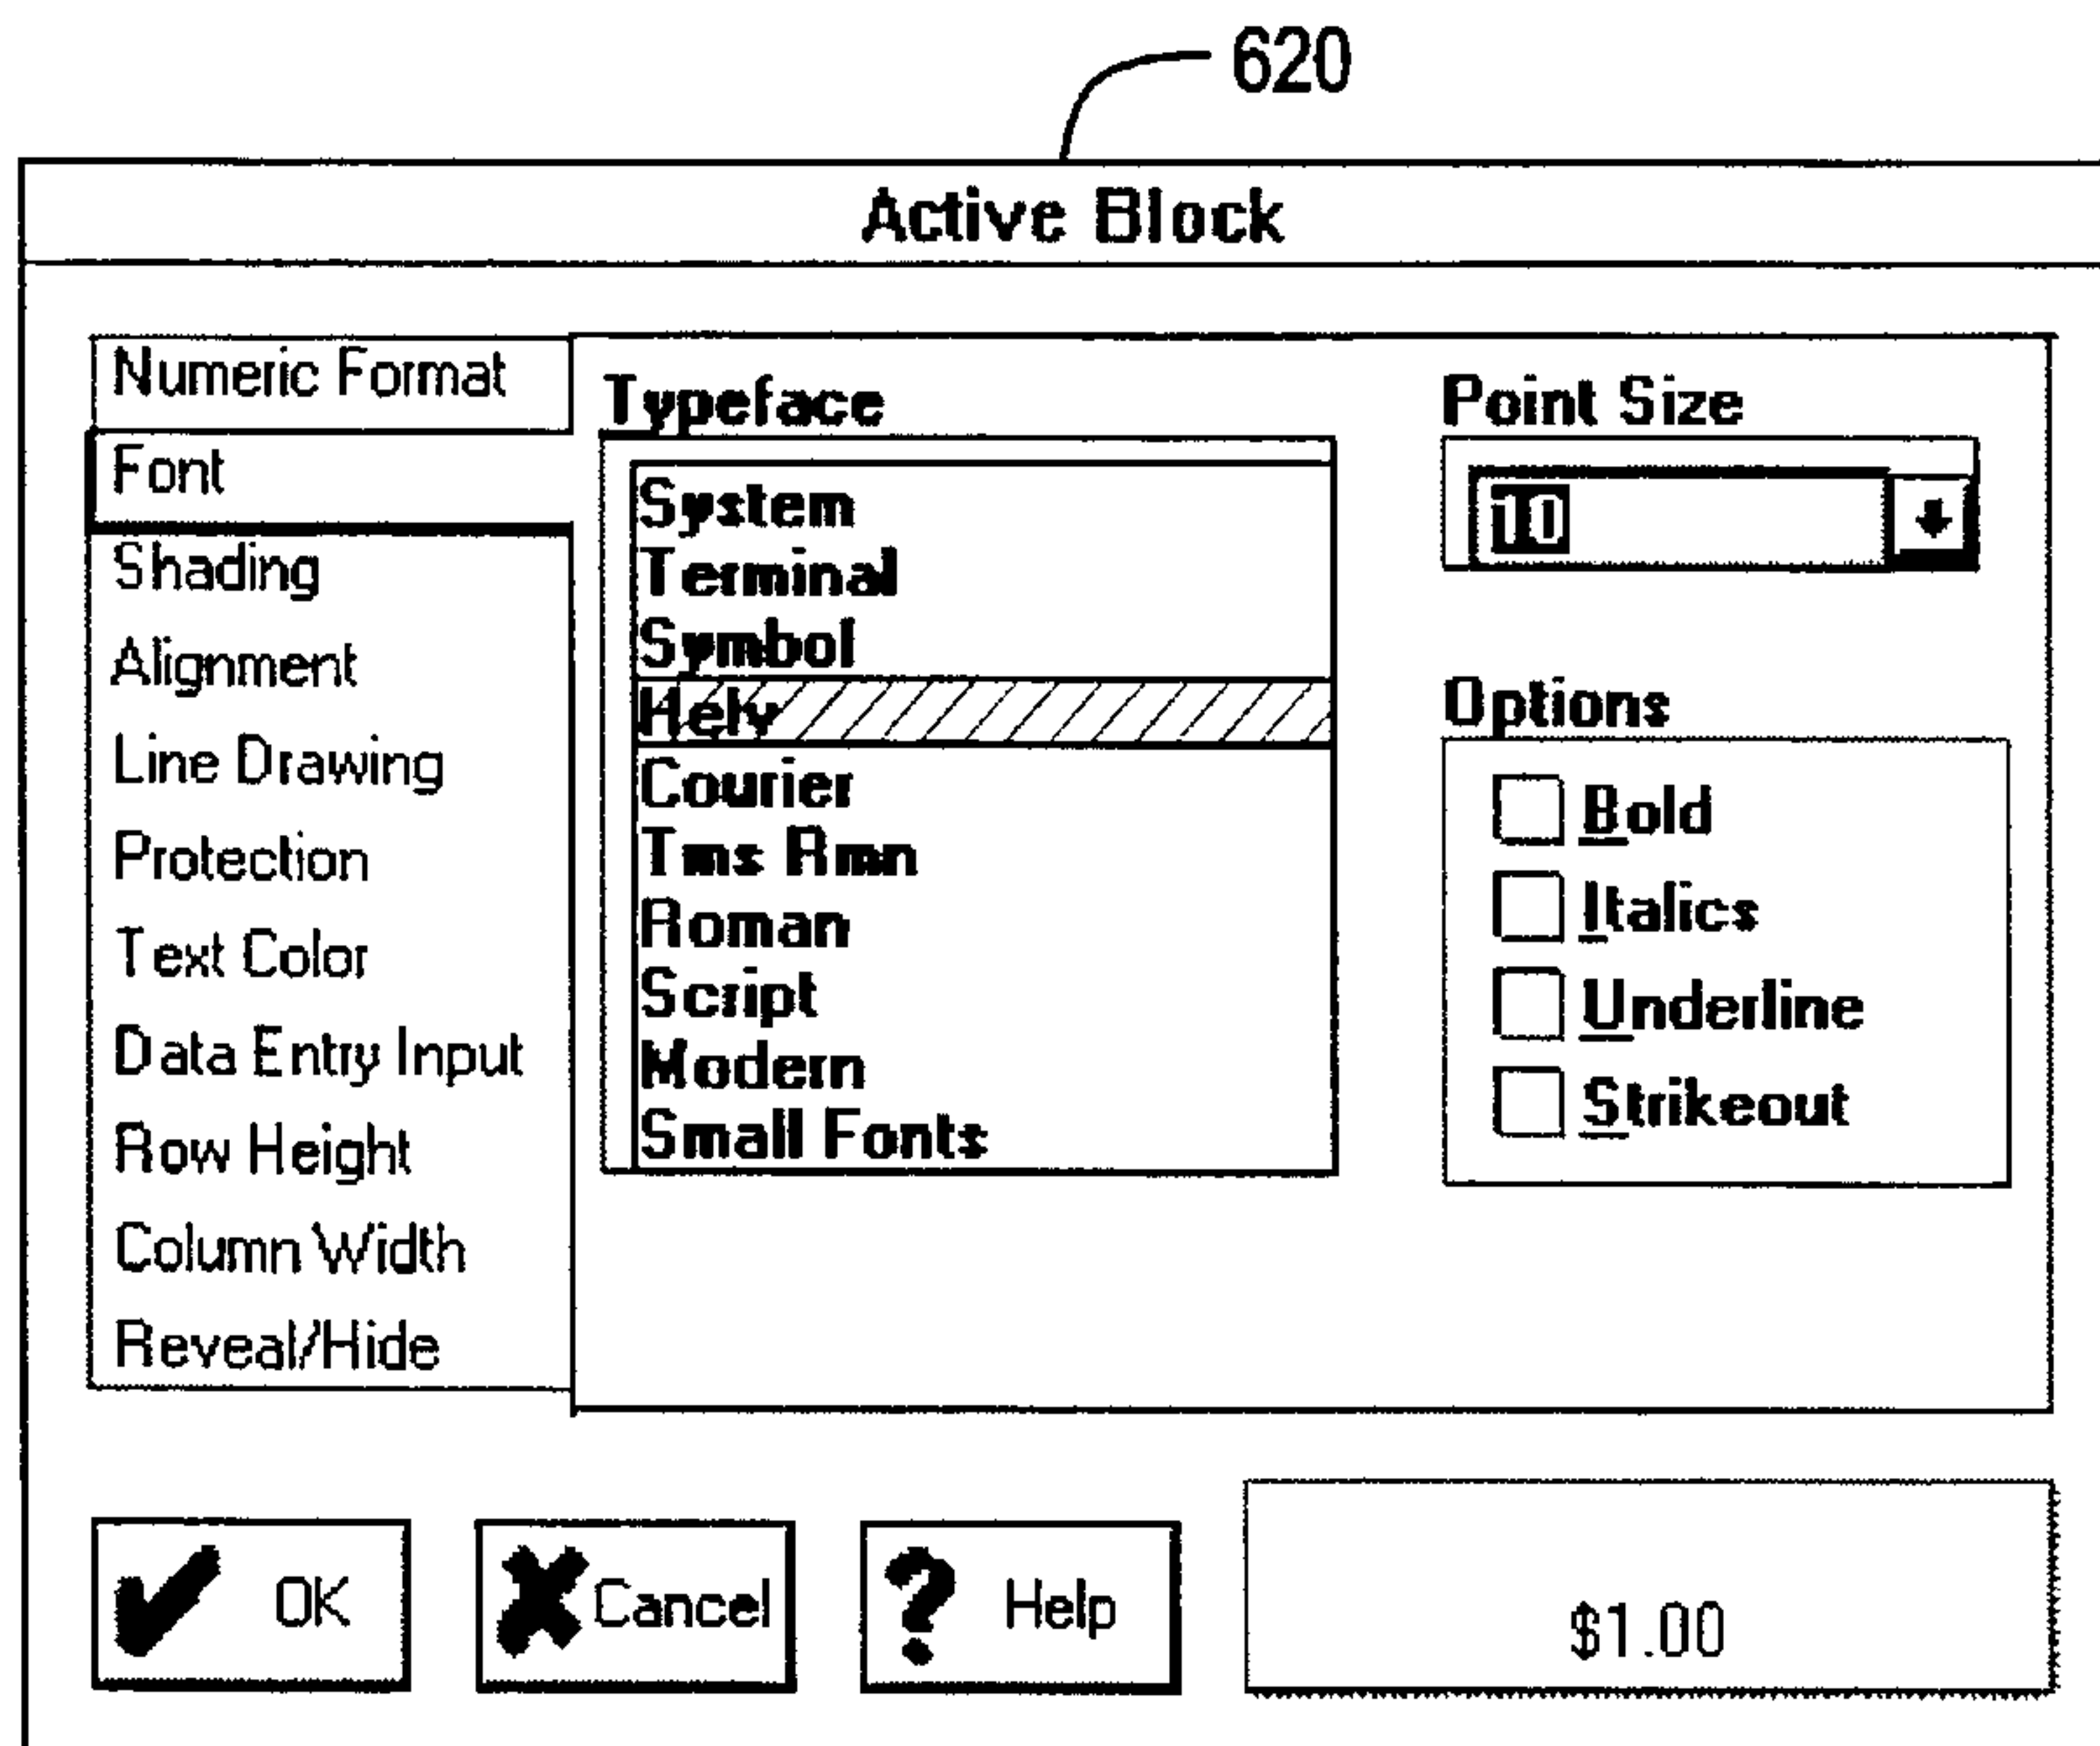 620
Active Block
Numeric Format
Font
Shading
Alignment
Line Drawing
Protection
Text Color
Data Entry Input
Row Height
Column Width
Reveal/Hide
Typeface
System
Terminal
Symbol
Helv
Courier
Tms Rmn
Roman
Script
Modern
Small Fonts
Point Size
10
Options
Bold
Italics
Underline
Strikeout
OK
Cancel
? Help
$1.00